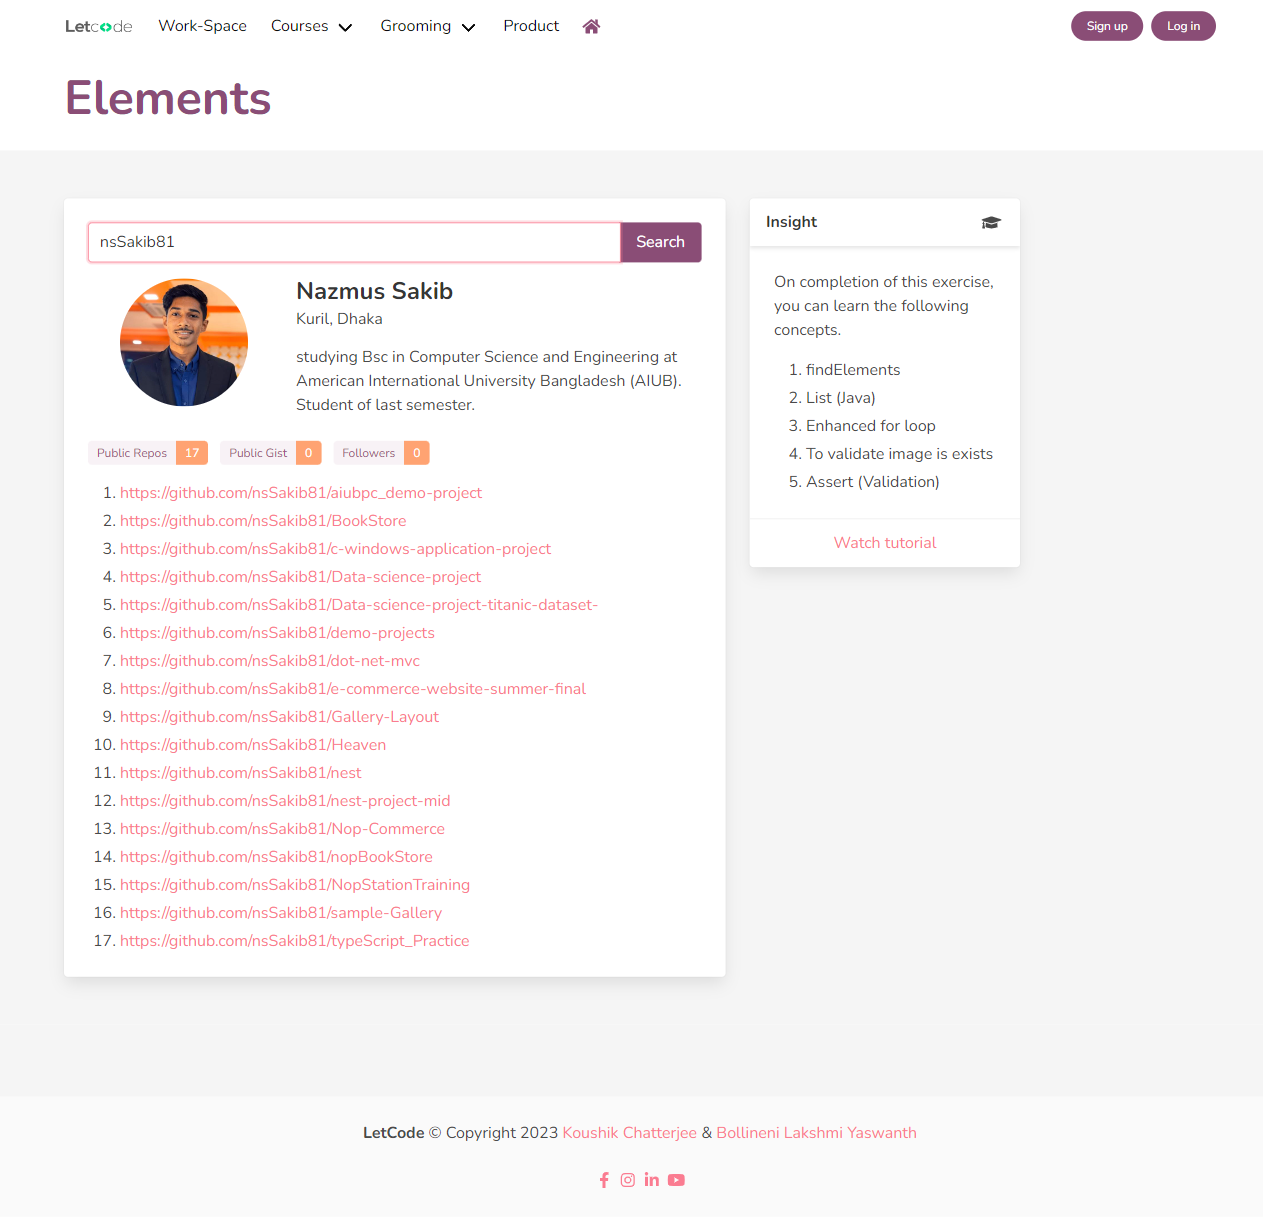 Letcode Work-Space Courses Grooming Product Sign up Log in
Elements
nsSakib81 Search
Nazmus Sakib
Kuril, Dhaka
studying Bsc in Computer Science and Engineering at
American International University Bangladesh (AIUB).
Student of last semester.
Public Repos 17 Public Gist 0 Followers 0
1. https://github.com/nsSakib81/aiubpc_demo-project
2. https://github.com/nsSakib81/BookStore
3. https://github.com/nsSakib81/c-windows-application-project
4. https://github.com/nsSakib81/Data-science-project
5. https://github.com/nsSakib81/Data-science-project-titanic-dataset-
6. https://github.com/nsSakib81/demo-projects
7. https://github.com/nsSakib81/dot-net-mvc
8. https://github.com/nsSakib81/e-commerce-website-summer-final
9. https://github.com/nsSakib81/Gallery-Layout
10. https://github.com/nsSakib81/Heaven
11. https://github.com/nsSakib81/nest
12. https://github.com/nsSakib81/nest-project-mid
13. https://github.com/nsSakib81/Nop-Commerce
14. https://github.com/nsSakib81/nopBookStore
15. https://github.com/nsSakib81/NopStationTraining
16. https://github.com/nsSakib81/sample-Gallery
17. https://github.com/nsSakib81/typeScript_Practice
Insight
On completion of this exercise,
you can learn the following
concepts.
1. findElements
2. List (Java)
3. Enhanced for loop
4. To validate image is exists
5. Assert (Validation)
Watch tutorial
LetCode © Copyright 2023 Koushik Chatterjee & Bollineni Lakshmi Yaswanth